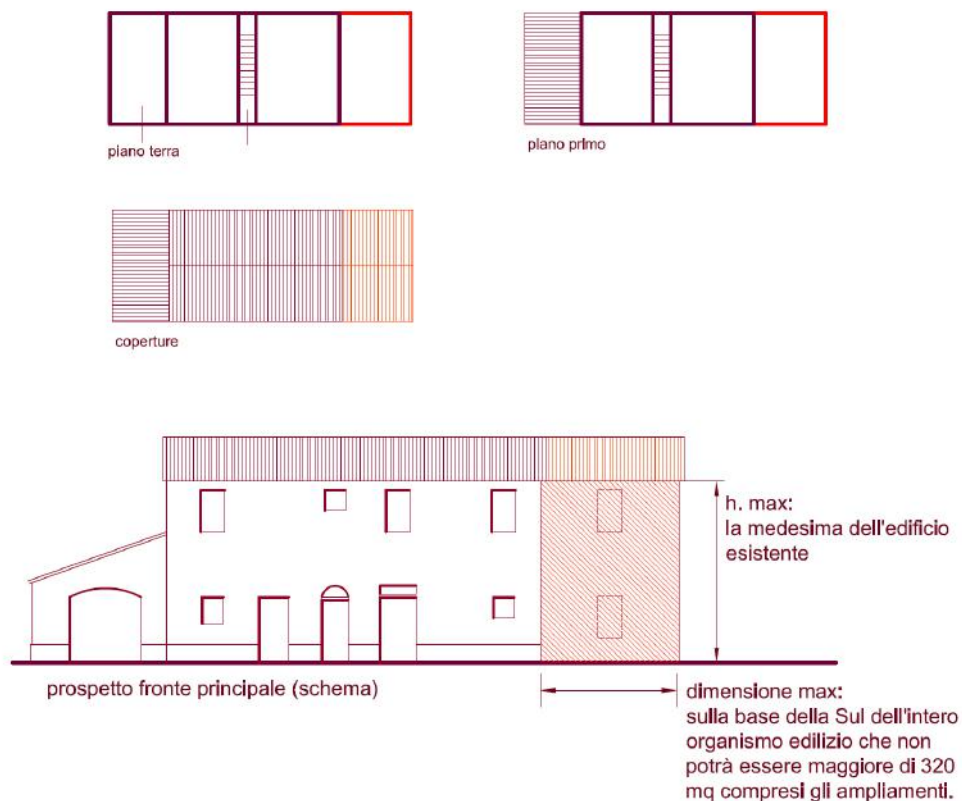 piano terra
piano primo
coperture
h. max:
la medesima dell'edificio
esistente
prospetto fronte principale (schema)
dimensione max:
sulla base della Sul dell'intero
organismo edilizio che non
potrà essere maggiore di 320
mq compresi gli ampliamenti.